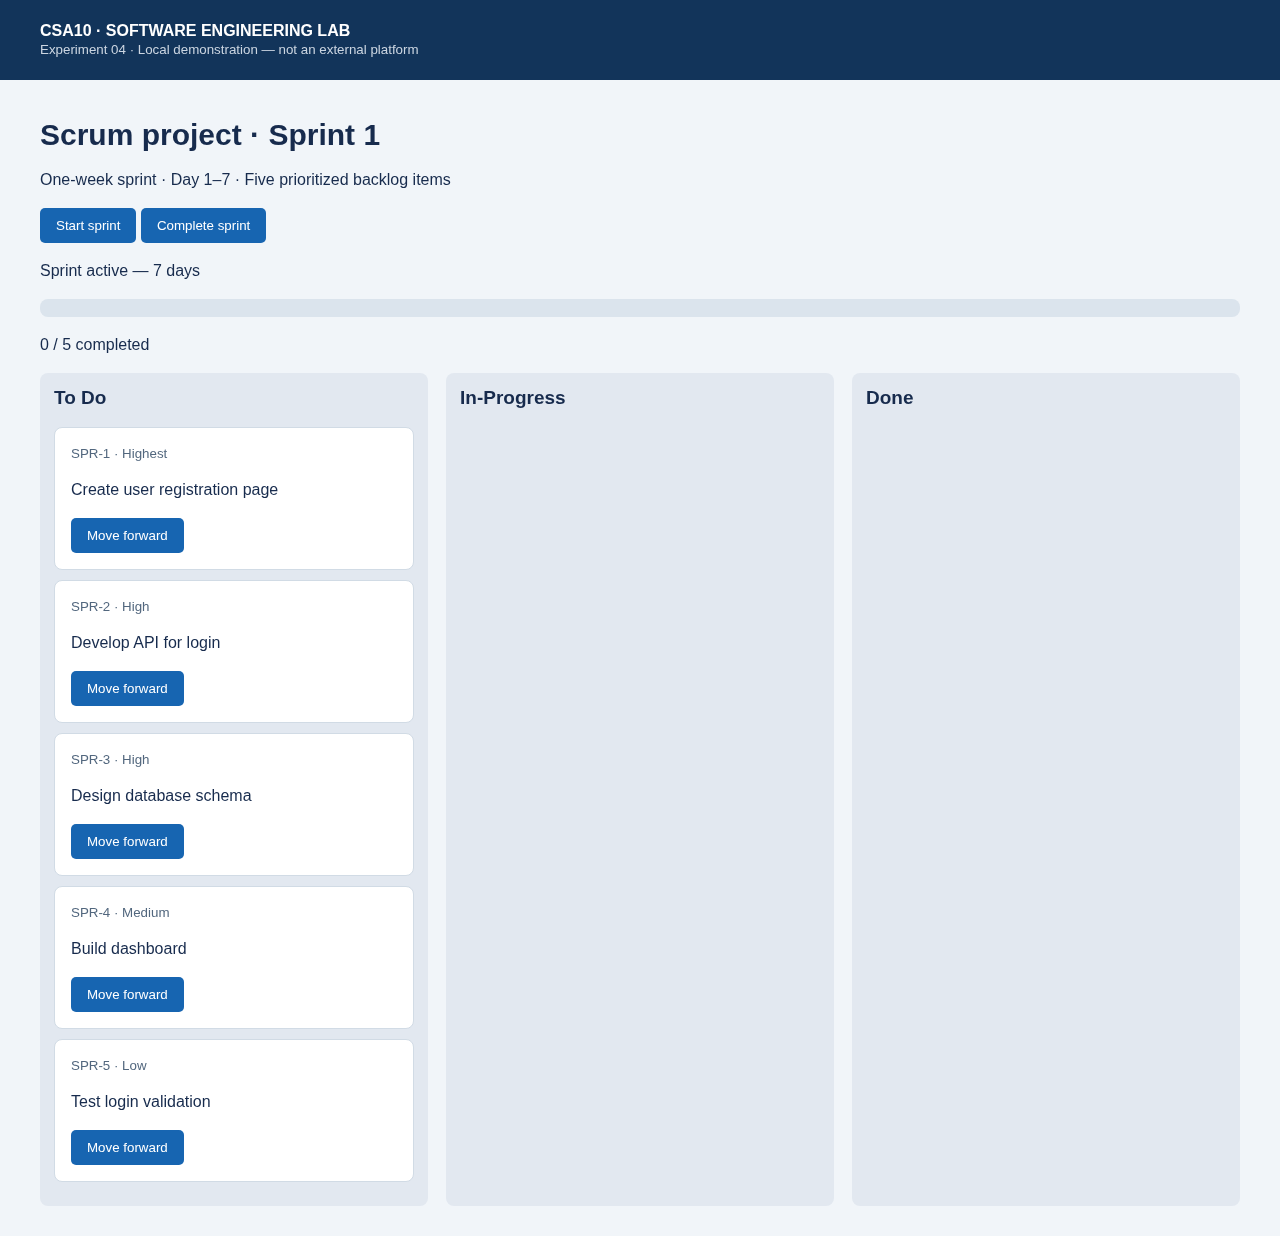 CSA10 · SOFTWARE ENGINEERING LAB
Experiment 04 · Local demonstration — not an external platform
Scrum project · Sprint 1
One-week sprint · Day 1–7 · Five prioritized backlog items
Start sprint Complete sprint
Sprint active — 7 days
0 / 5 completed
To Do
SPR-1 · Highest
Create user registration page
Move forward
SPR-2 · High
Develop API for login
Move forward
SPR-3 · High
Design database schema
Move forward
SPR-4 · Medium
Build dashboard
Move forward
SPR-5 · Low
Test login validation
Move forward
In-Progress
Done